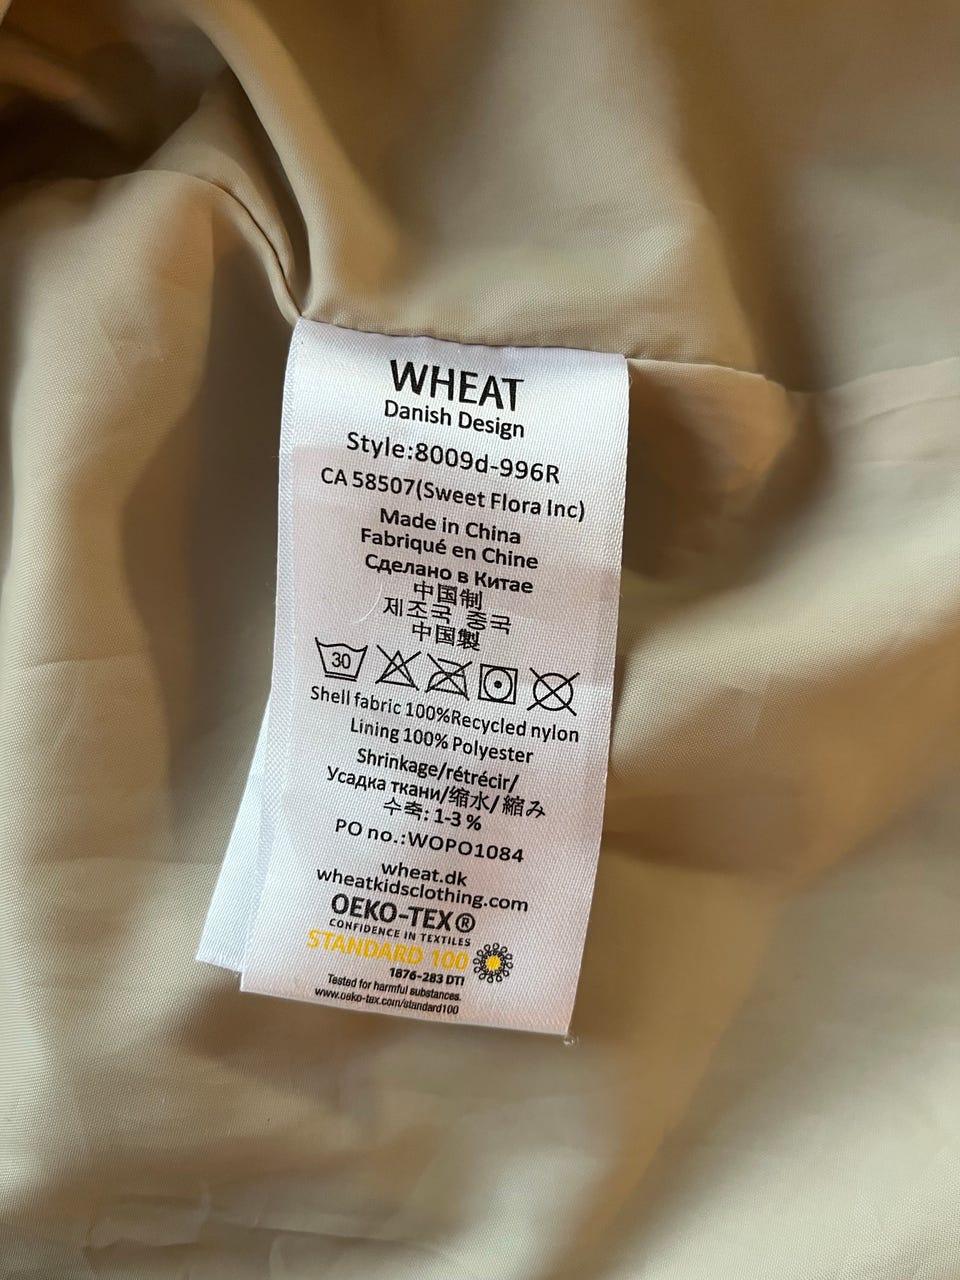 WHEAT
Danish Design
Style:8009d-996R
CA 58507(Sweet Flora Inc)
Made in China
Fabriqué en Chine
Сделано в Китае
中国制
제조국 중국
中国製
30
Shell fabric 100%Recycled nylon
Lining 100% Polyester
Shrinkage/rétrécir/
Усадка ткани/缩水/縮み
수축: 1-3 %
PO no.:WOPO1084
wheat.dk
wheatkidsclothing.com
OEKO-TEX®
CONFIDENCE IN TEXTILES
STANDARD 100
1876-283 DTI
Tested for harmful substances.
www.oeko-tex.com/standard100